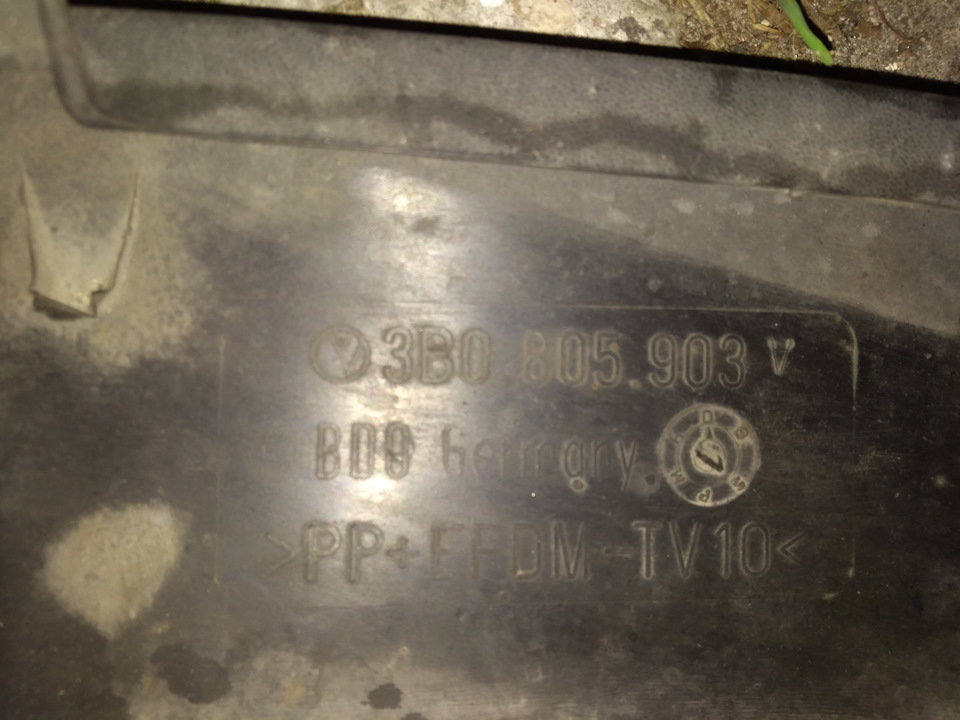 3B0.805.903 A
Germany
>PP+EPDM-TV10<